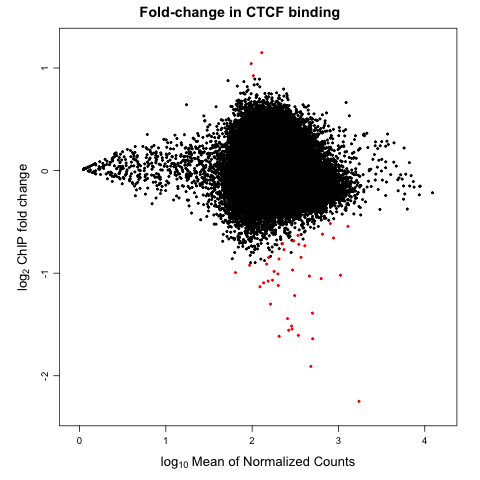 Fold-change in CTCF binding
log2 ChIP fold change
1
0
-1
-2
0 1 2 3 4
log10 Mean of Normalized Counts